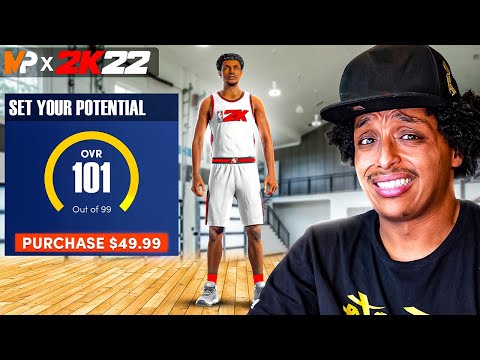 MP x 2K22
SET YOUR POTENTIAL
OVR
101
Out of 99
PURCHASE $49.99
2K